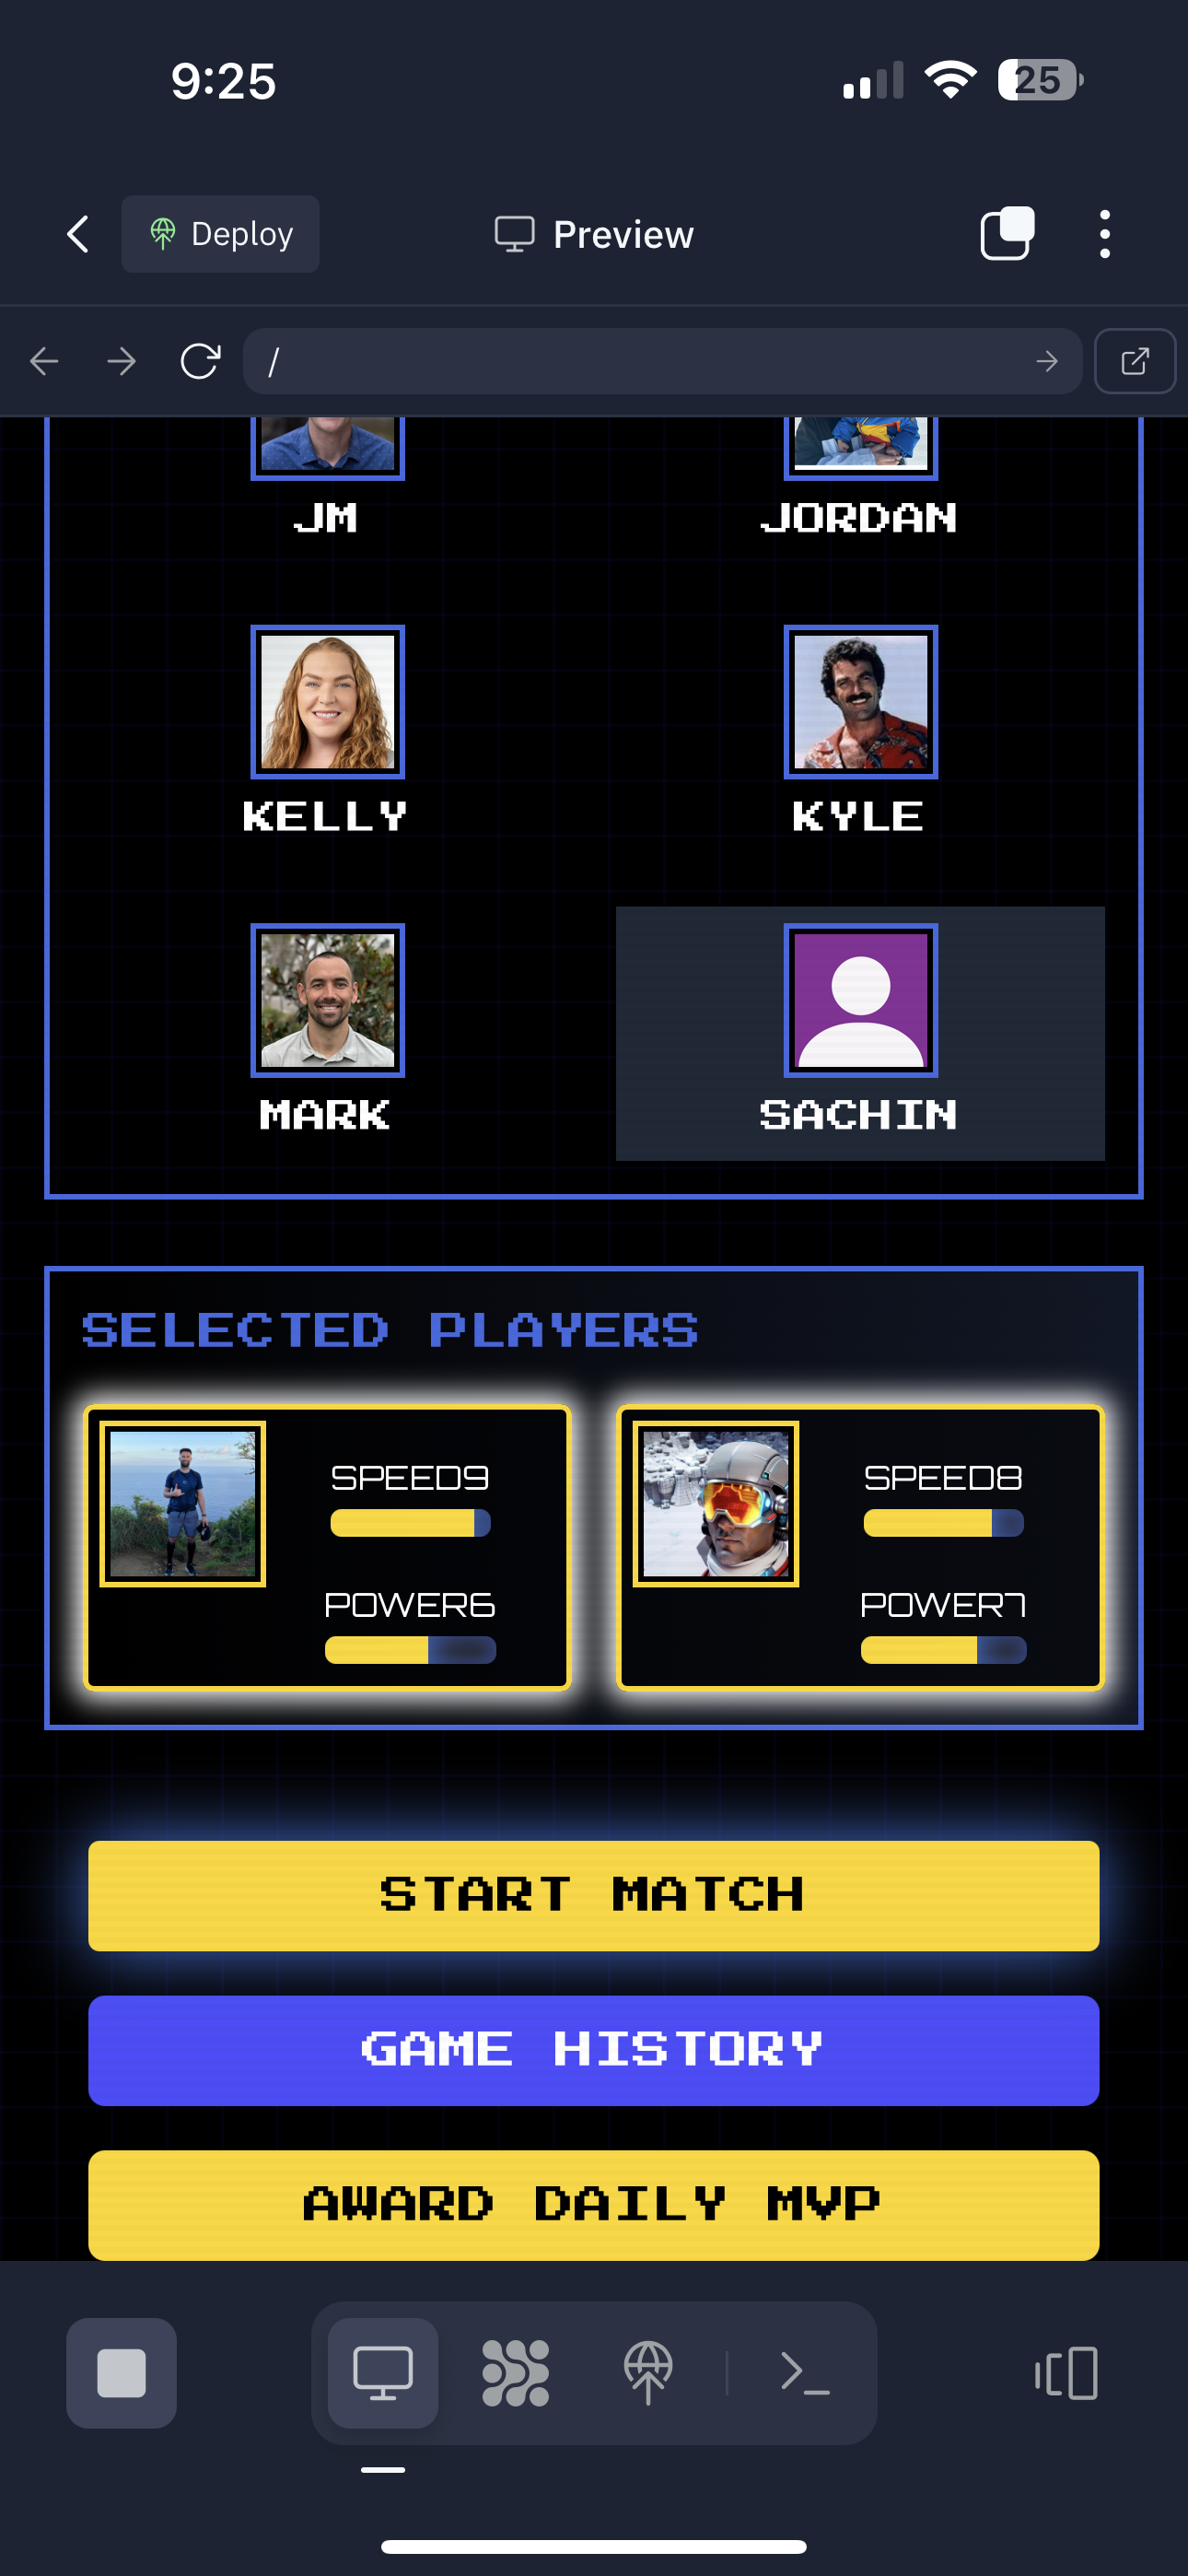 9:25
25
Deploy
Preview
/
JM
JORDAN
KELLY
KYLE
MARK
SACHIN
SELECTED PLAYERS
SPEED9
SPEED8
POWER6
POWER7
START MATCH
GAME HISTORY
AWARD DAILY MVP